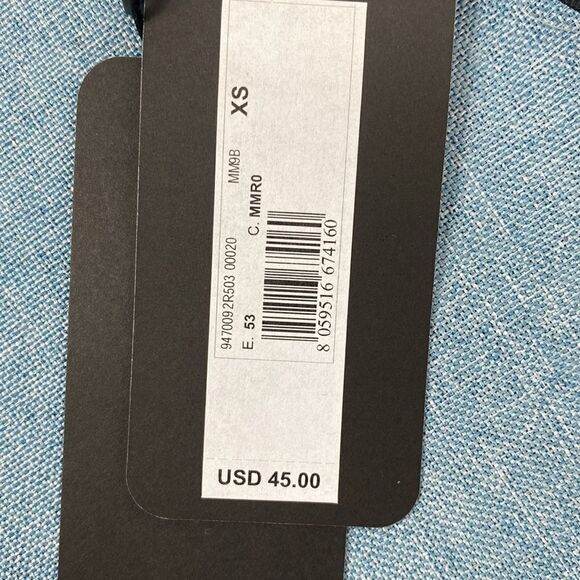 XS
MM9B
947009 2R503 00020
C. MMR0
E. 53
8 059516 674160
USD 45.00